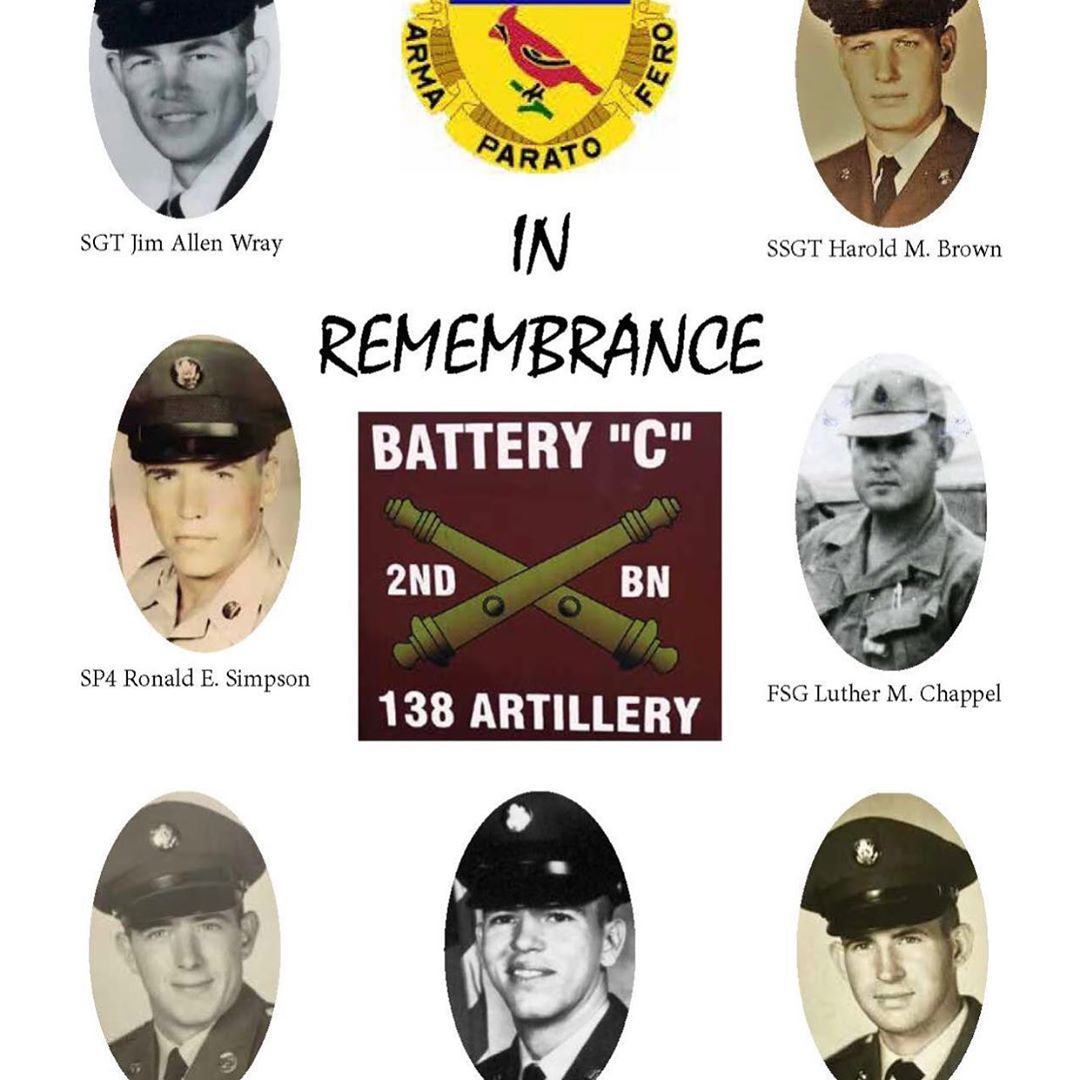 ARMA PARATO FERO
SGT Jim Allen Wray
SSGT Harold M. Brown
IN
REMEMBRANCE
BATTERY "C"
2ND BN
138 ARTILLERY
SP4 Ronald E. Simpson
FSG Luther M. Chappel